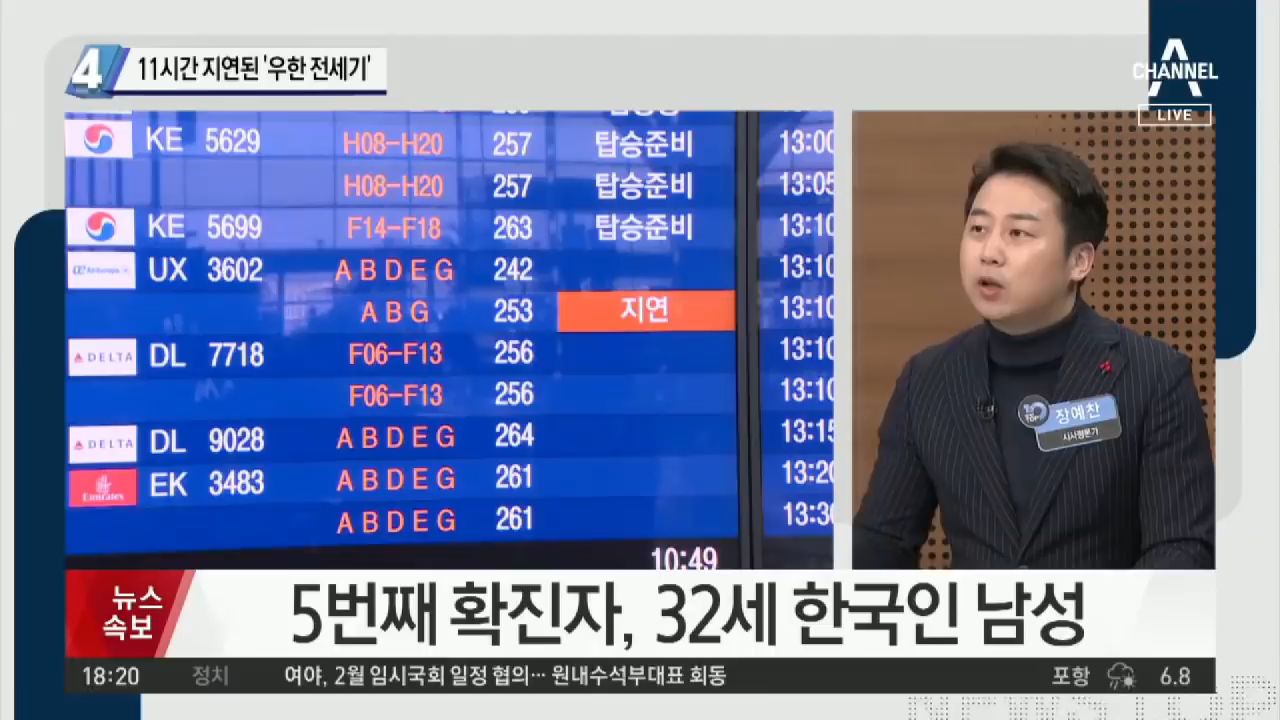 4 11시간 지연된 '우한 전세기'
CHANNEL A
LIVE
KE 5629 H08-H20 257 탑승준비 13:00
H08-H20 257 탑승준비 13:05
KE 5699 F14-F18 263 탑승준비 13:10
UX 3602 A B D E G 242 13:10
A B G 253 지연 13:10
DELTA DL 7718 F06-F13 256 13:10
F06-F13 256 13:10
DELTA DL 9028 A B D E G 264 13:15
Emirates EK 3483 A B D E G 261 13:20
A B D E G 261 13:30
10:49
장예찬
시사평론가
뉴스
속보
5번째 확진자, 32세 한국인 남성
18:20 정치 여야, 2월 임시국회 일정 협의… 원내수석부대표 회동 포항 6.8